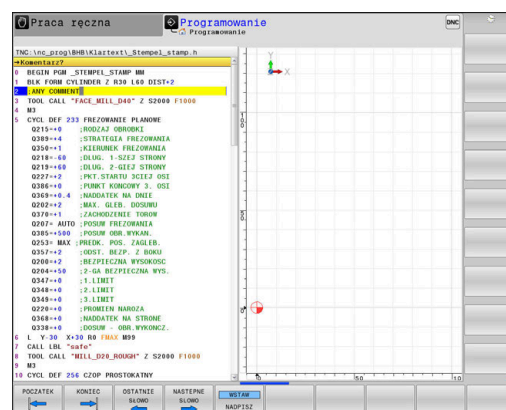 Praca ręczna
Programowanie
Programowanie
DNC
TNC:\nc_prog\BHB\Klartext\_Stempel_stamp.h
→Komentarz?
0 BEGIN PGM _STEMPEL_STAMP MM
1 BLK FORM CYLINDER Z R30 L60 DIST+2
2 ;ANY COMMENT
3 TOOL CALL "FACE_MILL_D40" Z S2000 F1000
4 M3
5 CYCL DEF 233 FREZOWANIE PLANOWE
Q215=+0 ;RODZAJ OBROBKI
Q389=+4 ;STRATEGIA FREZOWANIA
Q350=+1 ;KIERUNEK FREZOWANIA
Q218=-60 ;DLUG. 1-SZEJ STRONY
Q219=+60 ;DLUG. 2-GIEJ STRONY
Q227=+2 ;PKT.STARTU 3CIEJ OSI
Q386=+0 ;PUNKT KONCOWY 3. OSI
Q369=+0.4 ;NADDATEK NA DNIE
Q202=+2 ;MAX. GLEB. DOSUWU
Q370=+1 ;ZACHODZENIE TOROW
Q207= AUTO ;POSUW FREZOWANIA
Q385=+500 ;POSUW OBR.WYKAN.
Q253= MAX ;PREDK. POS. ZAGLEB.
Q357=+2 ;ODST. BEZP. Z BOKU
Q200=+2 ;BEZPIECZNA WYSOKOSC
Q204=+50 ;2-GA BEZPIECZNA WYS.
Q347=+0 ;1.LIMIT
Q348=+0 ;2.LIMIT
Q349=+0 ;3.LIMIT
Q220=+0 ;PROMIEN NAROZA
Q368=+0 ;NADDATEK NA STRONE
Q338=+0 ;DOSUW - OBR.WYKONCZ.
6 L Y-30 X+30 R0 FMAX M99
7 CALL LBL "safe"
8 TOOL CALL "MILL_D20_ROUGH" Z S2000 F1000
9 M3
10 CYCL DEF 256 CZOP PROSTOKATNY
Y
X
100
50
0
0
50
10
POCZATEK
KONIEC
OSTATNIE
SŁOWO
NASTEPNE
SŁOWO
WSTAW
NADPISZ